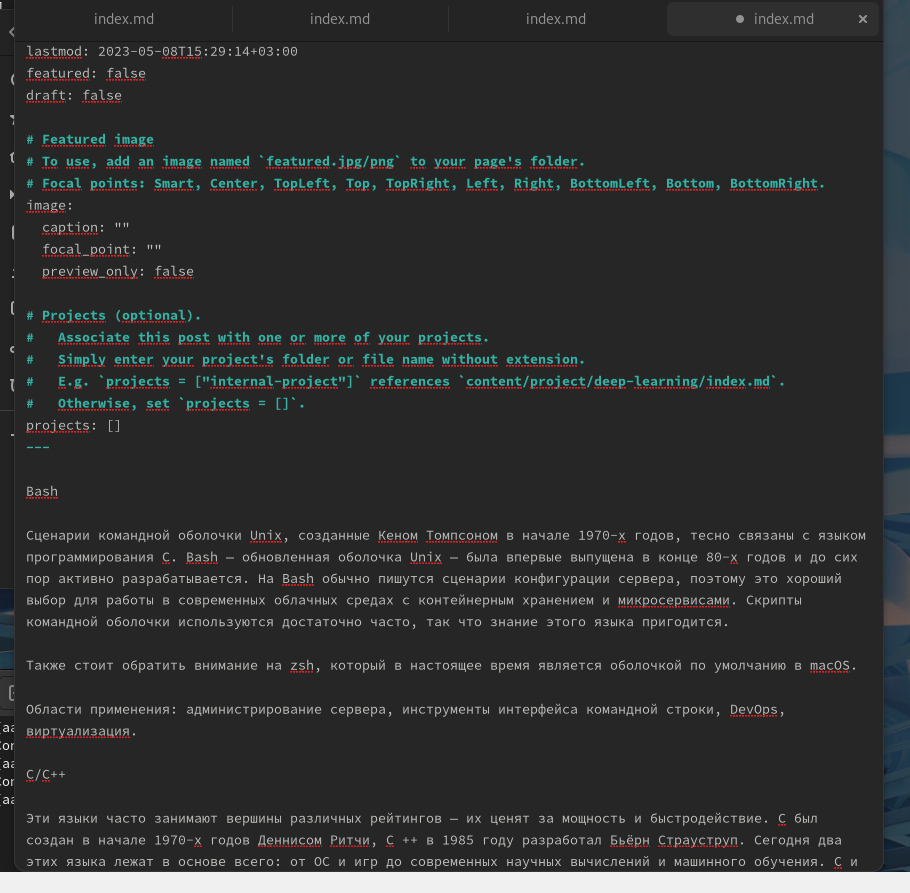 index.md
index.md
index.md
index.md
lastmod: 2023-05-08T15:29:14+03:00
featured: false
draft: false
# Featured image
# To use, add an image named `featured.jpg/png` to your page's folder.
# Focal points: Smart, Center, TopLeft, Top, TopRight, Left, Right, BottomLeft, Bottom, BottomRight.
image:
  caption: ""
  focal_point: ""
  preview_only: false
# Projects (optional).
#   Associate this post with one or more of your projects.
#   Simply enter your project's folder or file name without extension.
#   E.g. `projects = ["internal-project"]` references `content/project/deep-learning/index.md`.
#   Otherwise, set `projects = []`.
projects: []
---
Bash
Сценарии командной оболочки Unix, созданные Кеном Томпсоном в начале 1970-х годов, тесно связаны с языком
программирования C. Bash — обновленная оболочка Unix — была впервые выпущена в конце 80-х годов и до сих
пор активно разрабатывается. На Bash обычно пишутся сценарии конфигурации сервера, поэтому это хороший
выбор для работы в современных облачных средах с контейнерным хранением и микросервисами. Скрипты
командной оболочки используются достаточно часто, так что знание этого языка пригодится.
Также стоит обратить внимание на zsh, который в настоящее время является оболочкой по умолчанию в macOS.
Области применения: администрирование сервера, инструменты интерфейса командной строки, DevOps,
виртуализация.
C/C++
Эти языки часто занимают вершины различных рейтингов — их ценят за мощность и быстродействие. C был
создан в начале 1970-х годов Деннисом Ритчи, C ++ в 1985 году разработал Бьёрн Страуструп. Сегодня два
этих языка лежат в основе всего: от ОС и игр до современных научных вычислений и машинного обучения. C и